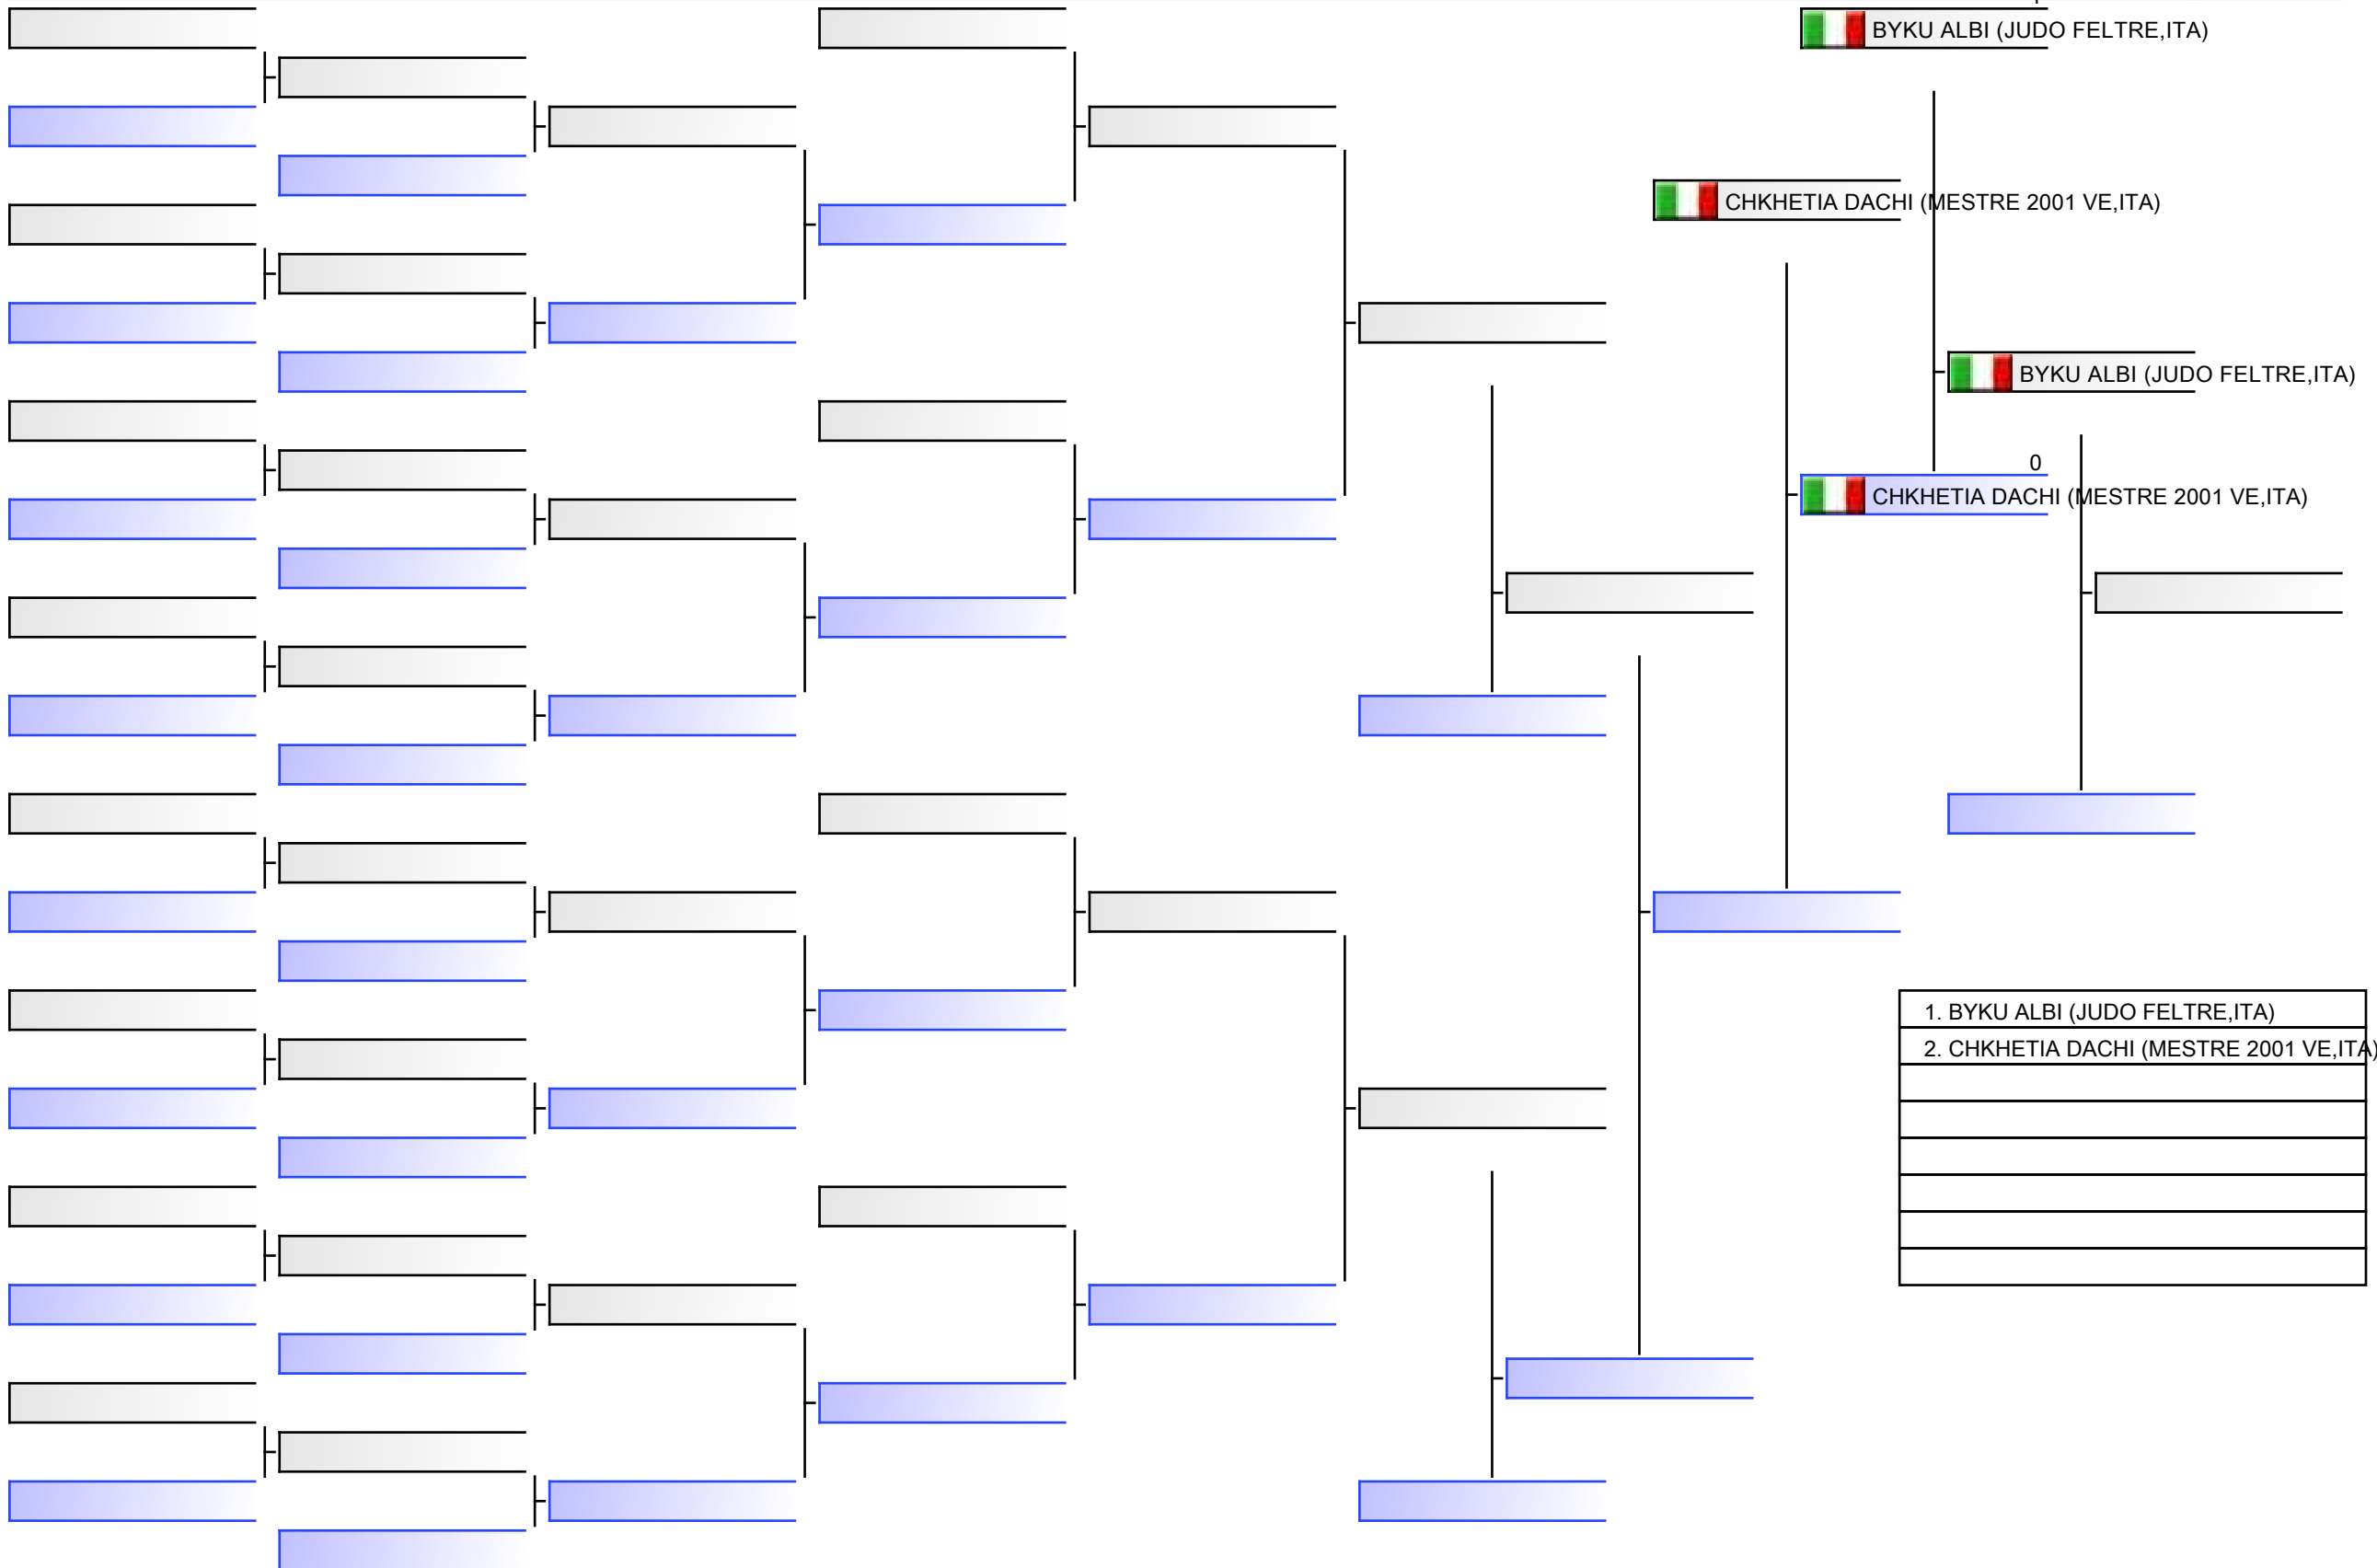 BYKU ALBI (JUDO FELTRE,ITA)
CHKHETIA DACHI (MESTRE 2001 VE,ITA)
BYKU ALBI (JUDO FELTRE,ITA)
0
CHKHETIA DACHI (MESTRE 2001 VE,ITA)
1. BYKU ALBI (JUDO FELTRE,ITA)
2. CHKHETIA DACHI (MESTRE 2001 VE,ITA)